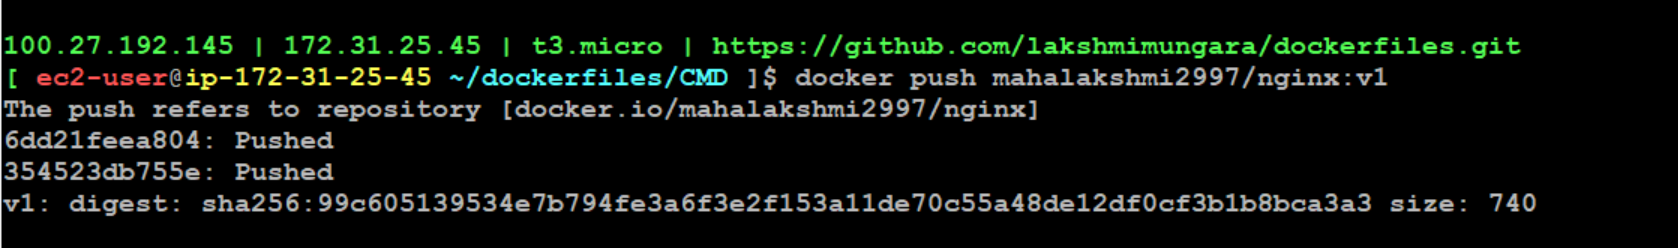 100.27.192.145 | 172.31.25.45 | t3.micro | https://github.com/lakshmimungara/dockerfiles.git
[ ec2-user@ip-172-31-25-45 ~/dockerfiles/CMD ]$ docker push mahalakshmi2997/nginx:v1
The push refers to repository [docker.io/mahalakshmi2997/nginx]
6dd21feea804: Pushed
354523db755e: Pushed
v1: digest: sha256:99c605139534e7b794fe3a6f3e2f153a11de70c55a48de12df0cf3b1b8bca3a3 size: 740